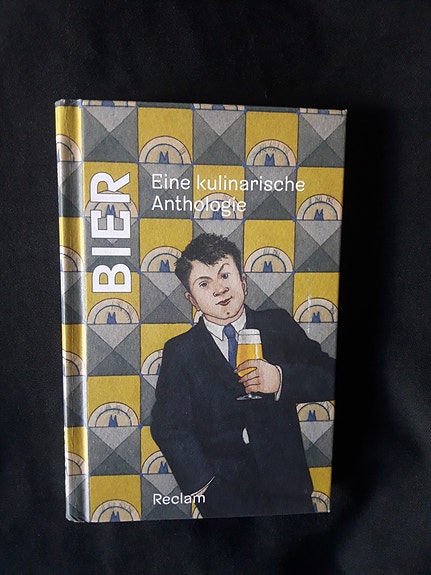 BIER
Eine kulinarische
Anthologie
Reclam